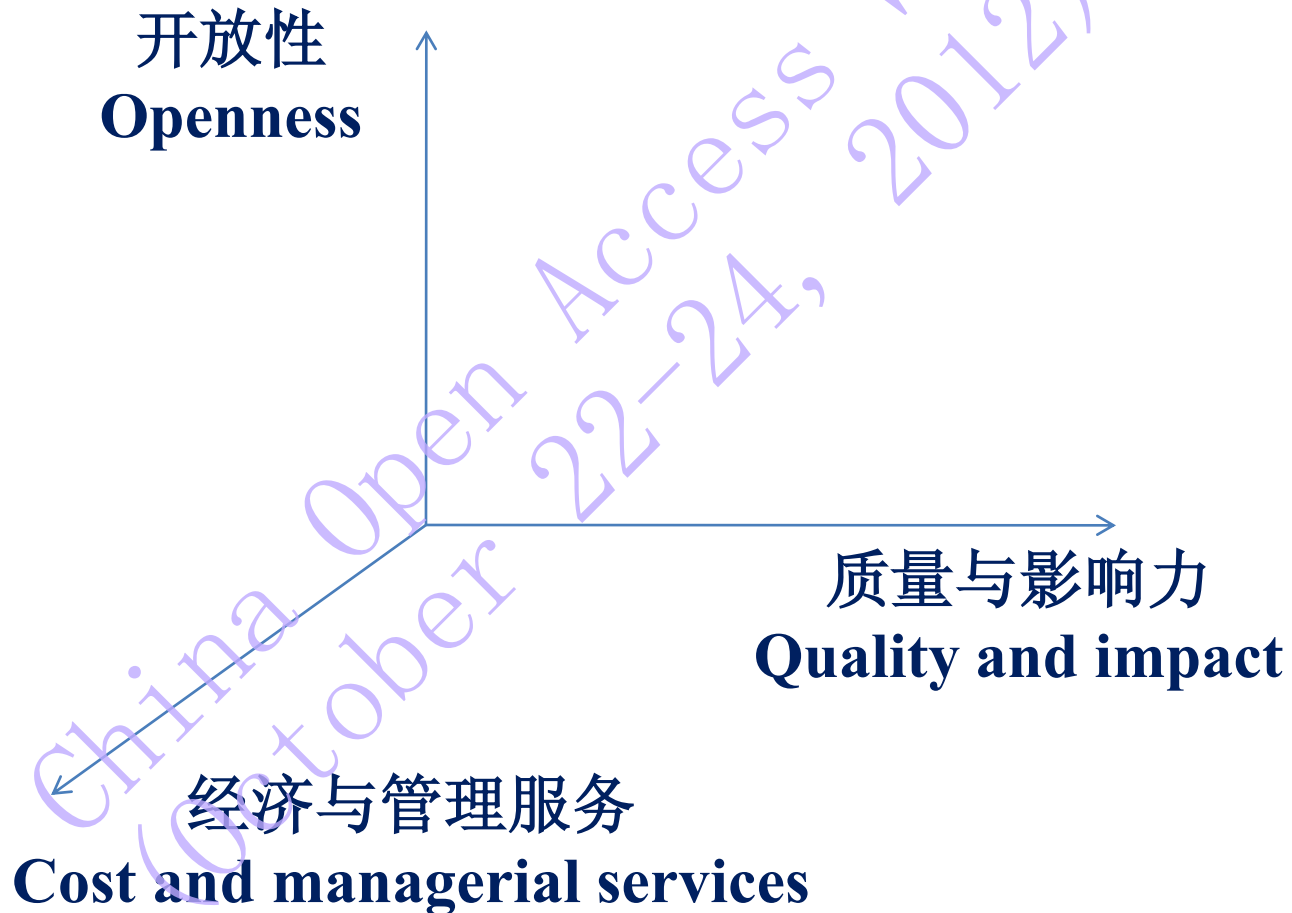 开放性
Openness
质量与影响力
Quality and impact
经济与管理服务
Cost and managerial services
China Open Access
(October 22-24, 2012)